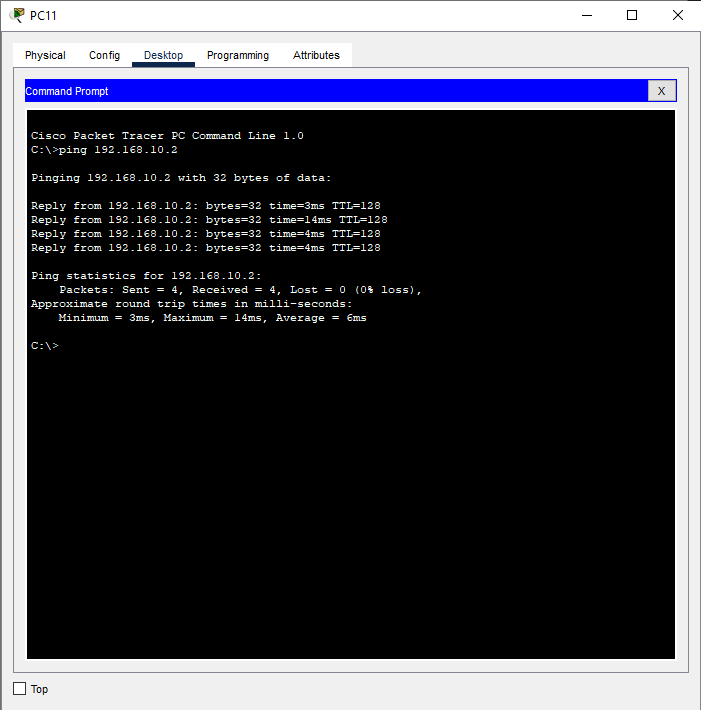 PC11
Physical Config Desktop Programming Attributes
Command Prompt X
Cisco Packet Tracer PC Command Line 1.0
C:\>ping 192.168.10.2
Pinging 192.168.10.2 with 32 bytes of data:
Reply from 192.168.10.2: bytes=32 time=3ms TTL=128
Reply from 192.168.10.2: bytes=32 time=14ms TTL=128
Reply from 192.168.10.2: bytes=32 time=4ms TTL=128
Reply from 192.168.10.2: bytes=32 time=4ms TTL=128
Ping statistics for 192.168.10.2:
    Packets: Sent = 4, Received = 4, Lost = 0 (0% loss),
Approximate round trip times in milli-seconds:
    Minimum = 3ms, Maximum = 14ms, Average = 6ms
C:\>
Top